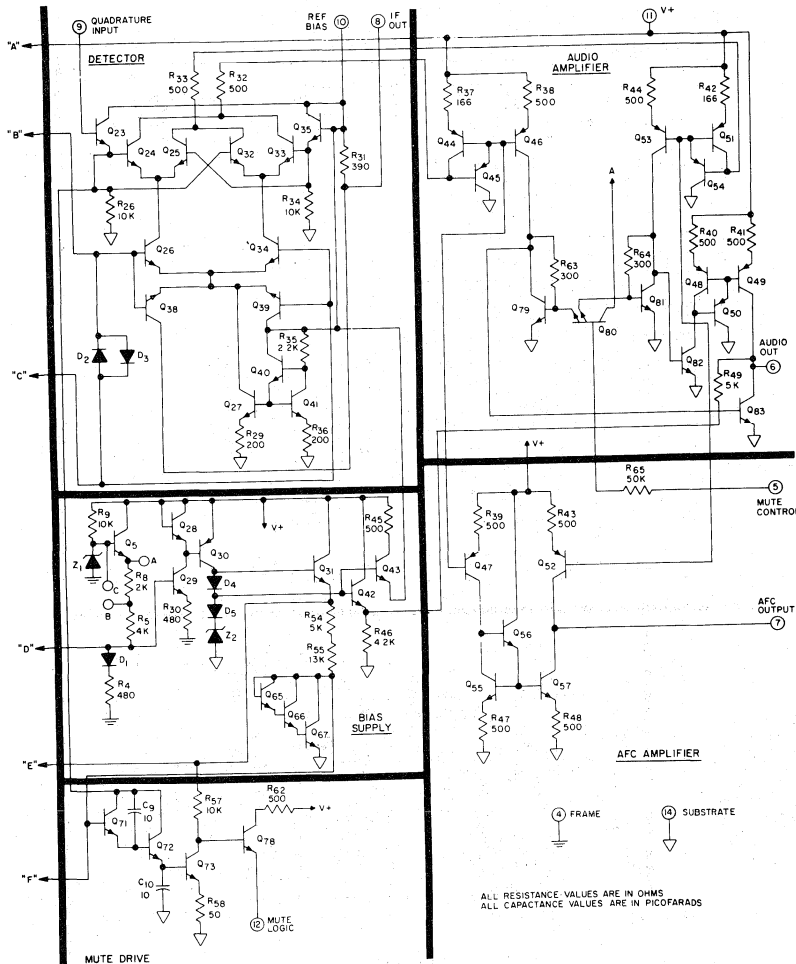 9 QUADRATURE INPUT
REF BIAS 10
8 I F OUT
11 V+
"A"
DETECTOR
AUDIO AMPLIFIER
R33 500
R32 500
R37 166
R38 500
R44 500
R42 166
Q23
Q35
"B"
Q24
Q25
Q32
Q33
R31 390
Q44
Q46
Q53
Q51
Q45
Q54
A
R26 10K
R34 10K
R40 500
R41 500
Q26
Q34
R63 300
R64 300
Q48
Q49
Q38
Q39
Q79
Q80
Q81
Q50
D2
D3
R35 2.2K
Q82
AUDIO OUT
6
"C"
Q40
R49 5K
Q27
Q41
Q83
R29 200
R36 200
V+
R65 50K
5
MUTE CONTROL
R9 10K
Q28
V+
R45 500
R39 500
R43 500
Q5
Q30
Z1
A
Q31
Q43
Q47
Q52
R8 2K
Q29
D4
C
Q42
B
R5 4K
R30 480
D5
R54 5K
AFC OUTPUT
7
Z2
R46 4.2K
"D"
Q56
D1
R55 13K
R4 480
Q65
Q55
Q57
Q66
BIAS SUPPLY
R47 500
R48 500
Q67
AFC AMPLIFIER
"E"
R62 500
R57 10K
V+
C9 10
Q71
4 FRAME
14 SUBSTRATE
Q72
Q78
Q73
"F"
C10 10
R58 50
ALL RESISTANCE VALUES ARE IN OHMS
ALL CAPACTANCE VALUES ARE IN PICOFARADS
12 MUTE LOGIC
MUTE DRIVE